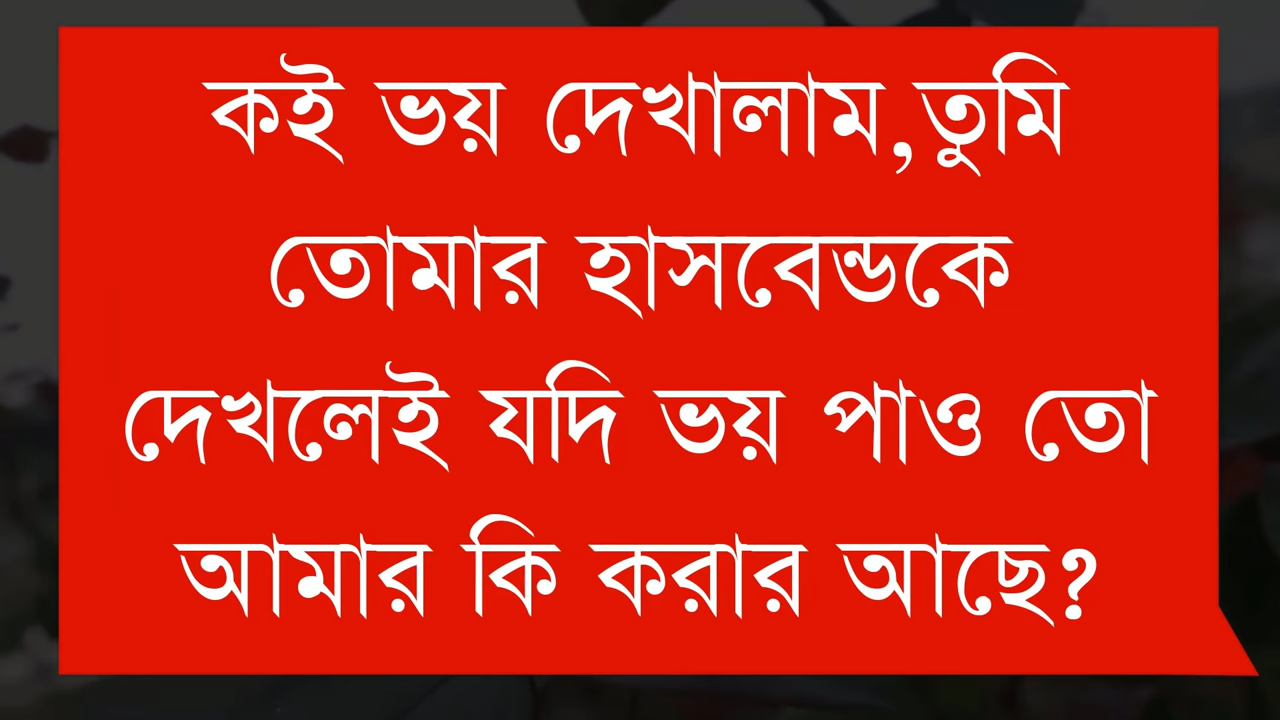 কই ভয় দেখালাম,তুমি
তোমার হাসবেন্ডকে
দেখলেই যদি ভয় পাও তো
আমার কি করার আছে?